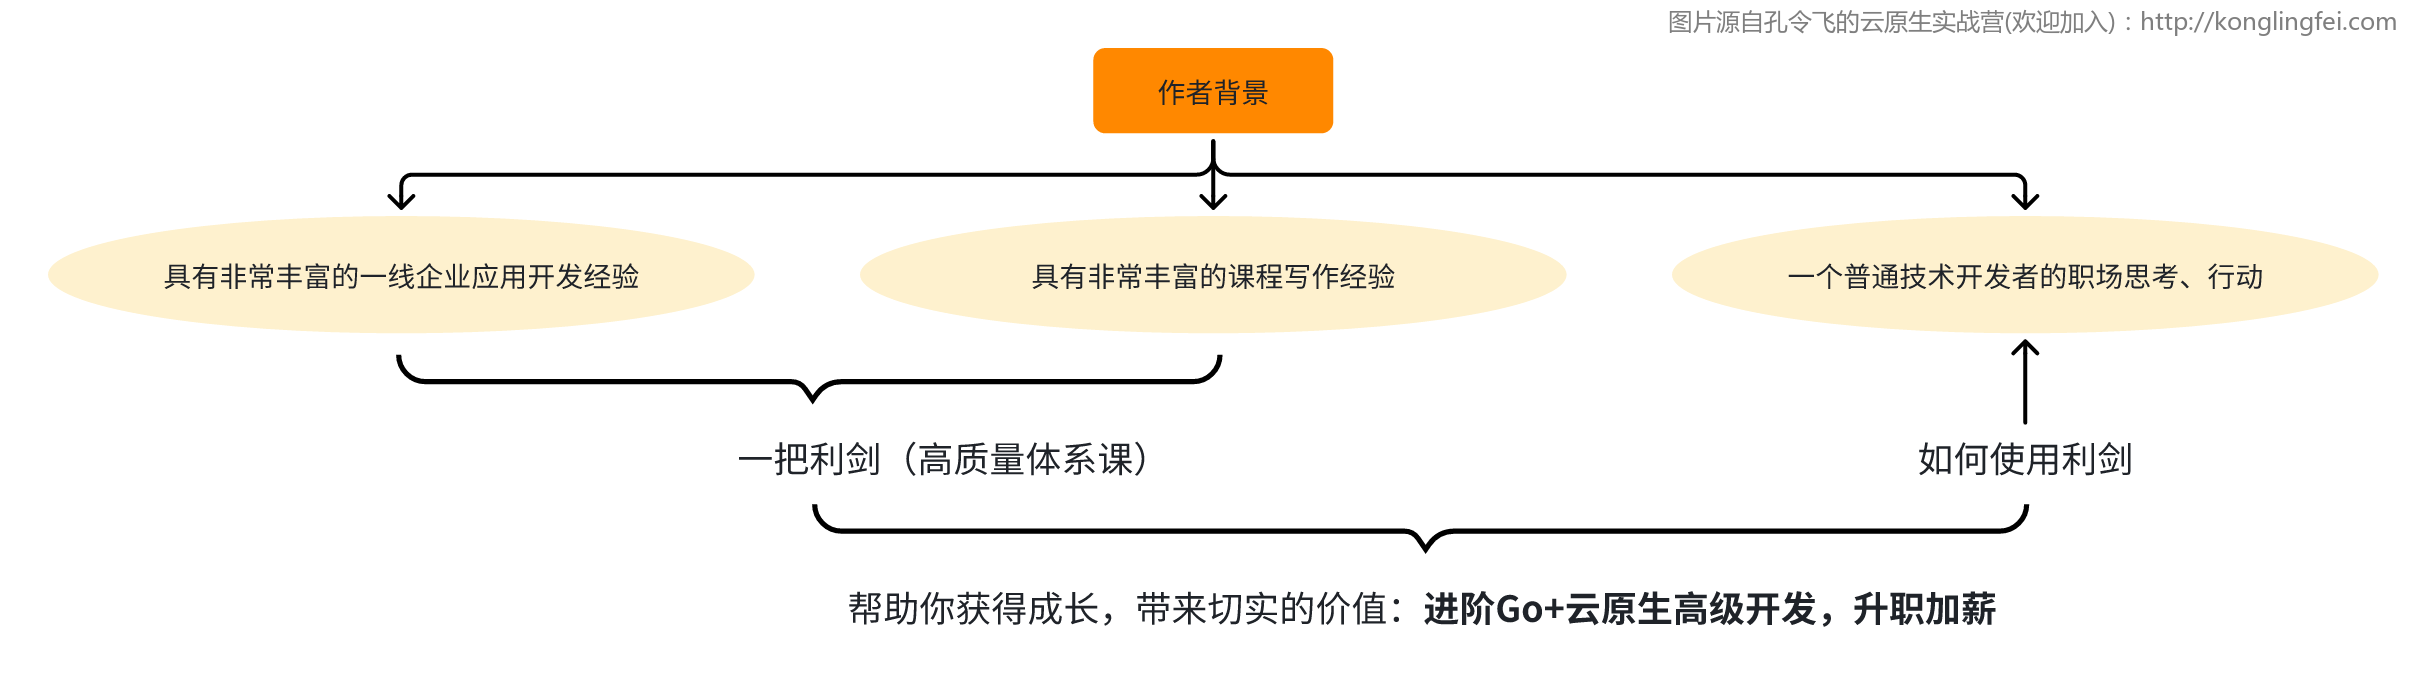 图片源自孔令飞的云原生实战营(欢迎加入)：http://konglingfei.com
作者背景
具有非常丰富的一线企业应用开发经验
具有非常丰富的课程写作经验
一个普通技术开发者的职场思考、行动
一把利剑（高质量体系课）
如何使用利剑
帮助你获得成长，带来切实的价值：进阶Go+云原生高级开发，升职加薪